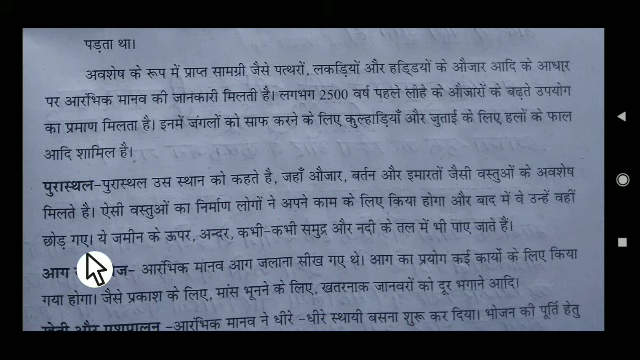 पड़ता था।
अवशेष के रूप में प्राप्त सामग्री जैसे पत्थरों, लकड़ियों और हड्डियों के औजार आदि के आधार
पर आरंभिक मानव की जानकारी मिलती है। लगभग 2500 वर्ष पहले लोहे के औजारों के बढ़ते उपयोग
का प्रमाण मिलता है। इनमें जंगलों को साफ करने के लिए कुल्हाड़ियाँ और जुताई के लिए हलों के फाल
आदि शामिल है।
पुरास्थल-पुरास्थल उस स्थान को कहते है, जहाँ औजार, बर्तन और इमारतों जैसी वस्तुओं के अवशेष
मिलते है। ऐसी वस्तुओं का निर्माण लोगों ने अपने काम के लिए किया होगा और बाद में वे उन्हें वहीं
छोड़ गए। ये जमीन के ऊपर, अन्दर, कभी-कभी समुद्र और नदी के तल में भी पाए जाते हैं।
आग - आरंभिक मानव आग जलाना सीख गए थे। आग का प्रयोग कई कार्यो के लिए किया
गया होगा। जैसे प्रकाश के लिए, मांस भूनने के लिए, खतरनाक जानवरों को दूर भगाने आदि।
खेती और पशुपालन -आरंभिक मानव ने धीरे -धीरे स्थायी बसना शुरू कर दिया। भोजन की पूर्ति हेतु